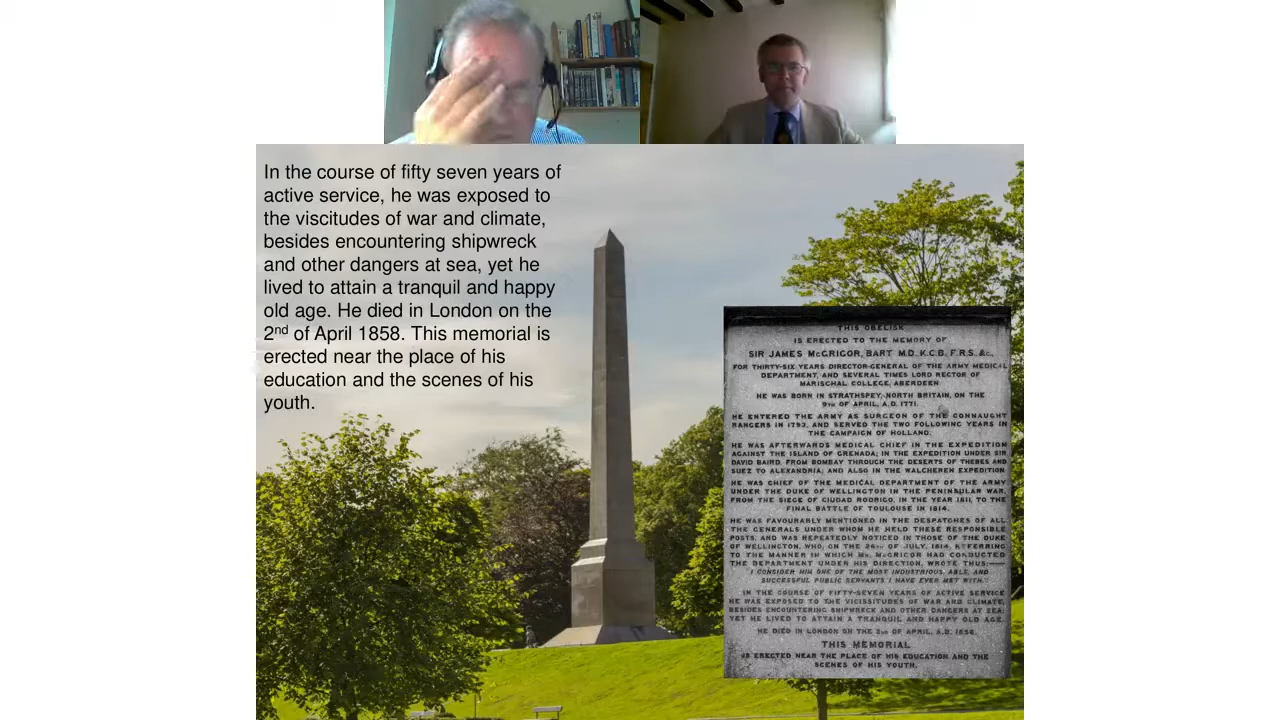 In the course of fifty seven years of
active service, he was exposed to
the viscitudes of war and climate,
besides encountering shipwreck
and other dangers at sea, yet he
lived to attain a tranquil and happy
old age. He died in London on the
2nd of April 1858. This memorial is
erected near the place of his
education and the scenes of his
youth.
THIS OBELISK
IS ERECTED TO THE MEMORY OF
SIR JAMES McGRIGOR, BART M.D. K.C.B. F.R.S. &c.,
FOR THIRTY-SIX YEARS DIRECTOR-GENERAL OF THE ARMY MEDICAL
DEPARTMENT, AND SEVERAL TIMES LORD RECTOR OF
MARISCHAL COLLEGE, ABERDEEN
HE WAS BORN IN STRATHSPEY, NORTH BRITAIN, ON THE
9TH OF APRIL, A.D. 1771.
HE ENTERED THE ARMY AS SURGEON OF THE CONNAUGHT
RANGERS IN 1793, AND SERVED THE TWO FOLLOWING YEARS IN
THE CAMPAIGN OF HOLLAND.
HE WAS AFTERWARDS MEDICAL CHIEF IN THE EXPEDITION
AGAINST THE ISLAND OF GRENADA; IN THE EXPEDITION UNDER SIR
DAVID BAIRD, FROM BOMBAY THROUGH THE DESERTS OF THEBES AND
SUEZ TO ALEXANDRIA; AND ALSO IN THE WALCHEREN EXPEDITION.
HE WAS CHIEF OF THE MEDICAL DEPARTMENT OF THE ARMY
UNDER THE DUKE OF WELLINGTON IN THE PENINSULAR WAR,
FROM THE SIEGE OF CIUDAD RODRIGO, IN THE YEAR 1811, TO THE
FINAL BATTLE OF TOULOUSE IN 1814.
HE WAS FAVOURABLY MENTIONED IN THE DESPATCHES OF ALL
THE GENERALS UNDER WHOM HE HELD THESE RESPONSIBLE
POSTS, AND WAS REPEATEDLY NOTICED IN THOSE OF THE DUKE
OF WELLINGTON, WHO, ON THE 26TH OF JULY, 1814, REFERRING
TO THE MANNER IN WHICH MR. McGRIGOR HAD CONDUCTED
THE DEPARTMENT UNDER HIS DIRECTION, WROTE THUS:—
I CONSIDER HIM ONE OF THE MOST INDUSTRIOUS, ABLE, AND
SUCCESSFUL PUBLIC SERVANTS I HAVE EVER MET WITH.
IN THE COURSE OF FIFTY-SEVEN YEARS OF ACTIVE SERVICE
HE WAS EXPOSED TO THE VICISSITUDES OF WAR AND CLIMATE,
BESIDES ENCOUNTERING SHIPWRECK AND OTHER DANGERS AT SEA;
YET HE LIVED TO ATTAIN A TRANQUIL AND HAPPY OLD AGE.
HE DIED IN LONDON ON THE 2ND OF APRIL, A.D. 1858.
THIS MEMORIAL
IS ERECTED NEAR THE PLACE OF HIS EDUCATION AND THE
SCENES OF HIS YOUTH.